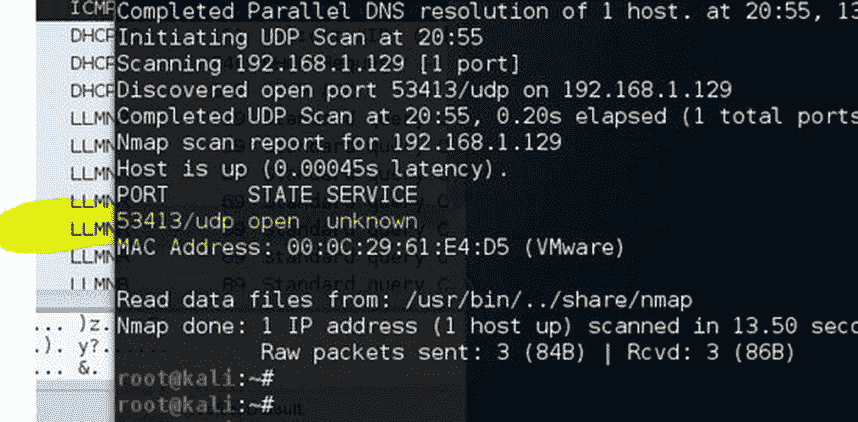 ICMP
Completed Parallel DNS resolution of 1 host. at 20:55, 13
DHCP
Initiating UDP Scan at 20:55
DHCP
Scanning 192.168.1.129 [1 port]
DHCP
Discovered open port 53413/udp on 192.168.1.129
LLMN
Completed UDP Scan at 20:55, 0.20s elapsed (1 total ports
LLMN
Nmap scan report for 192.168.1.129
LLMN
Host is up (0.00045s latency).
LLMN
PORT STATE SERVICE
LLMN
53413/udp open unknown
LLMN
MAC Address: 00:0C:29:61:E4:D5 (VMware)
LLMN
Read data files from: /usr/bin/../share/nmap
... )z.
Nmap done: 1 IP address (1 host up) scanned in 13.50 seco
.). y?.
Raw packets sent: 3 (84B) | Rcvd: 3 (86B)
... &.
root@kali:~#
root@kali:~#